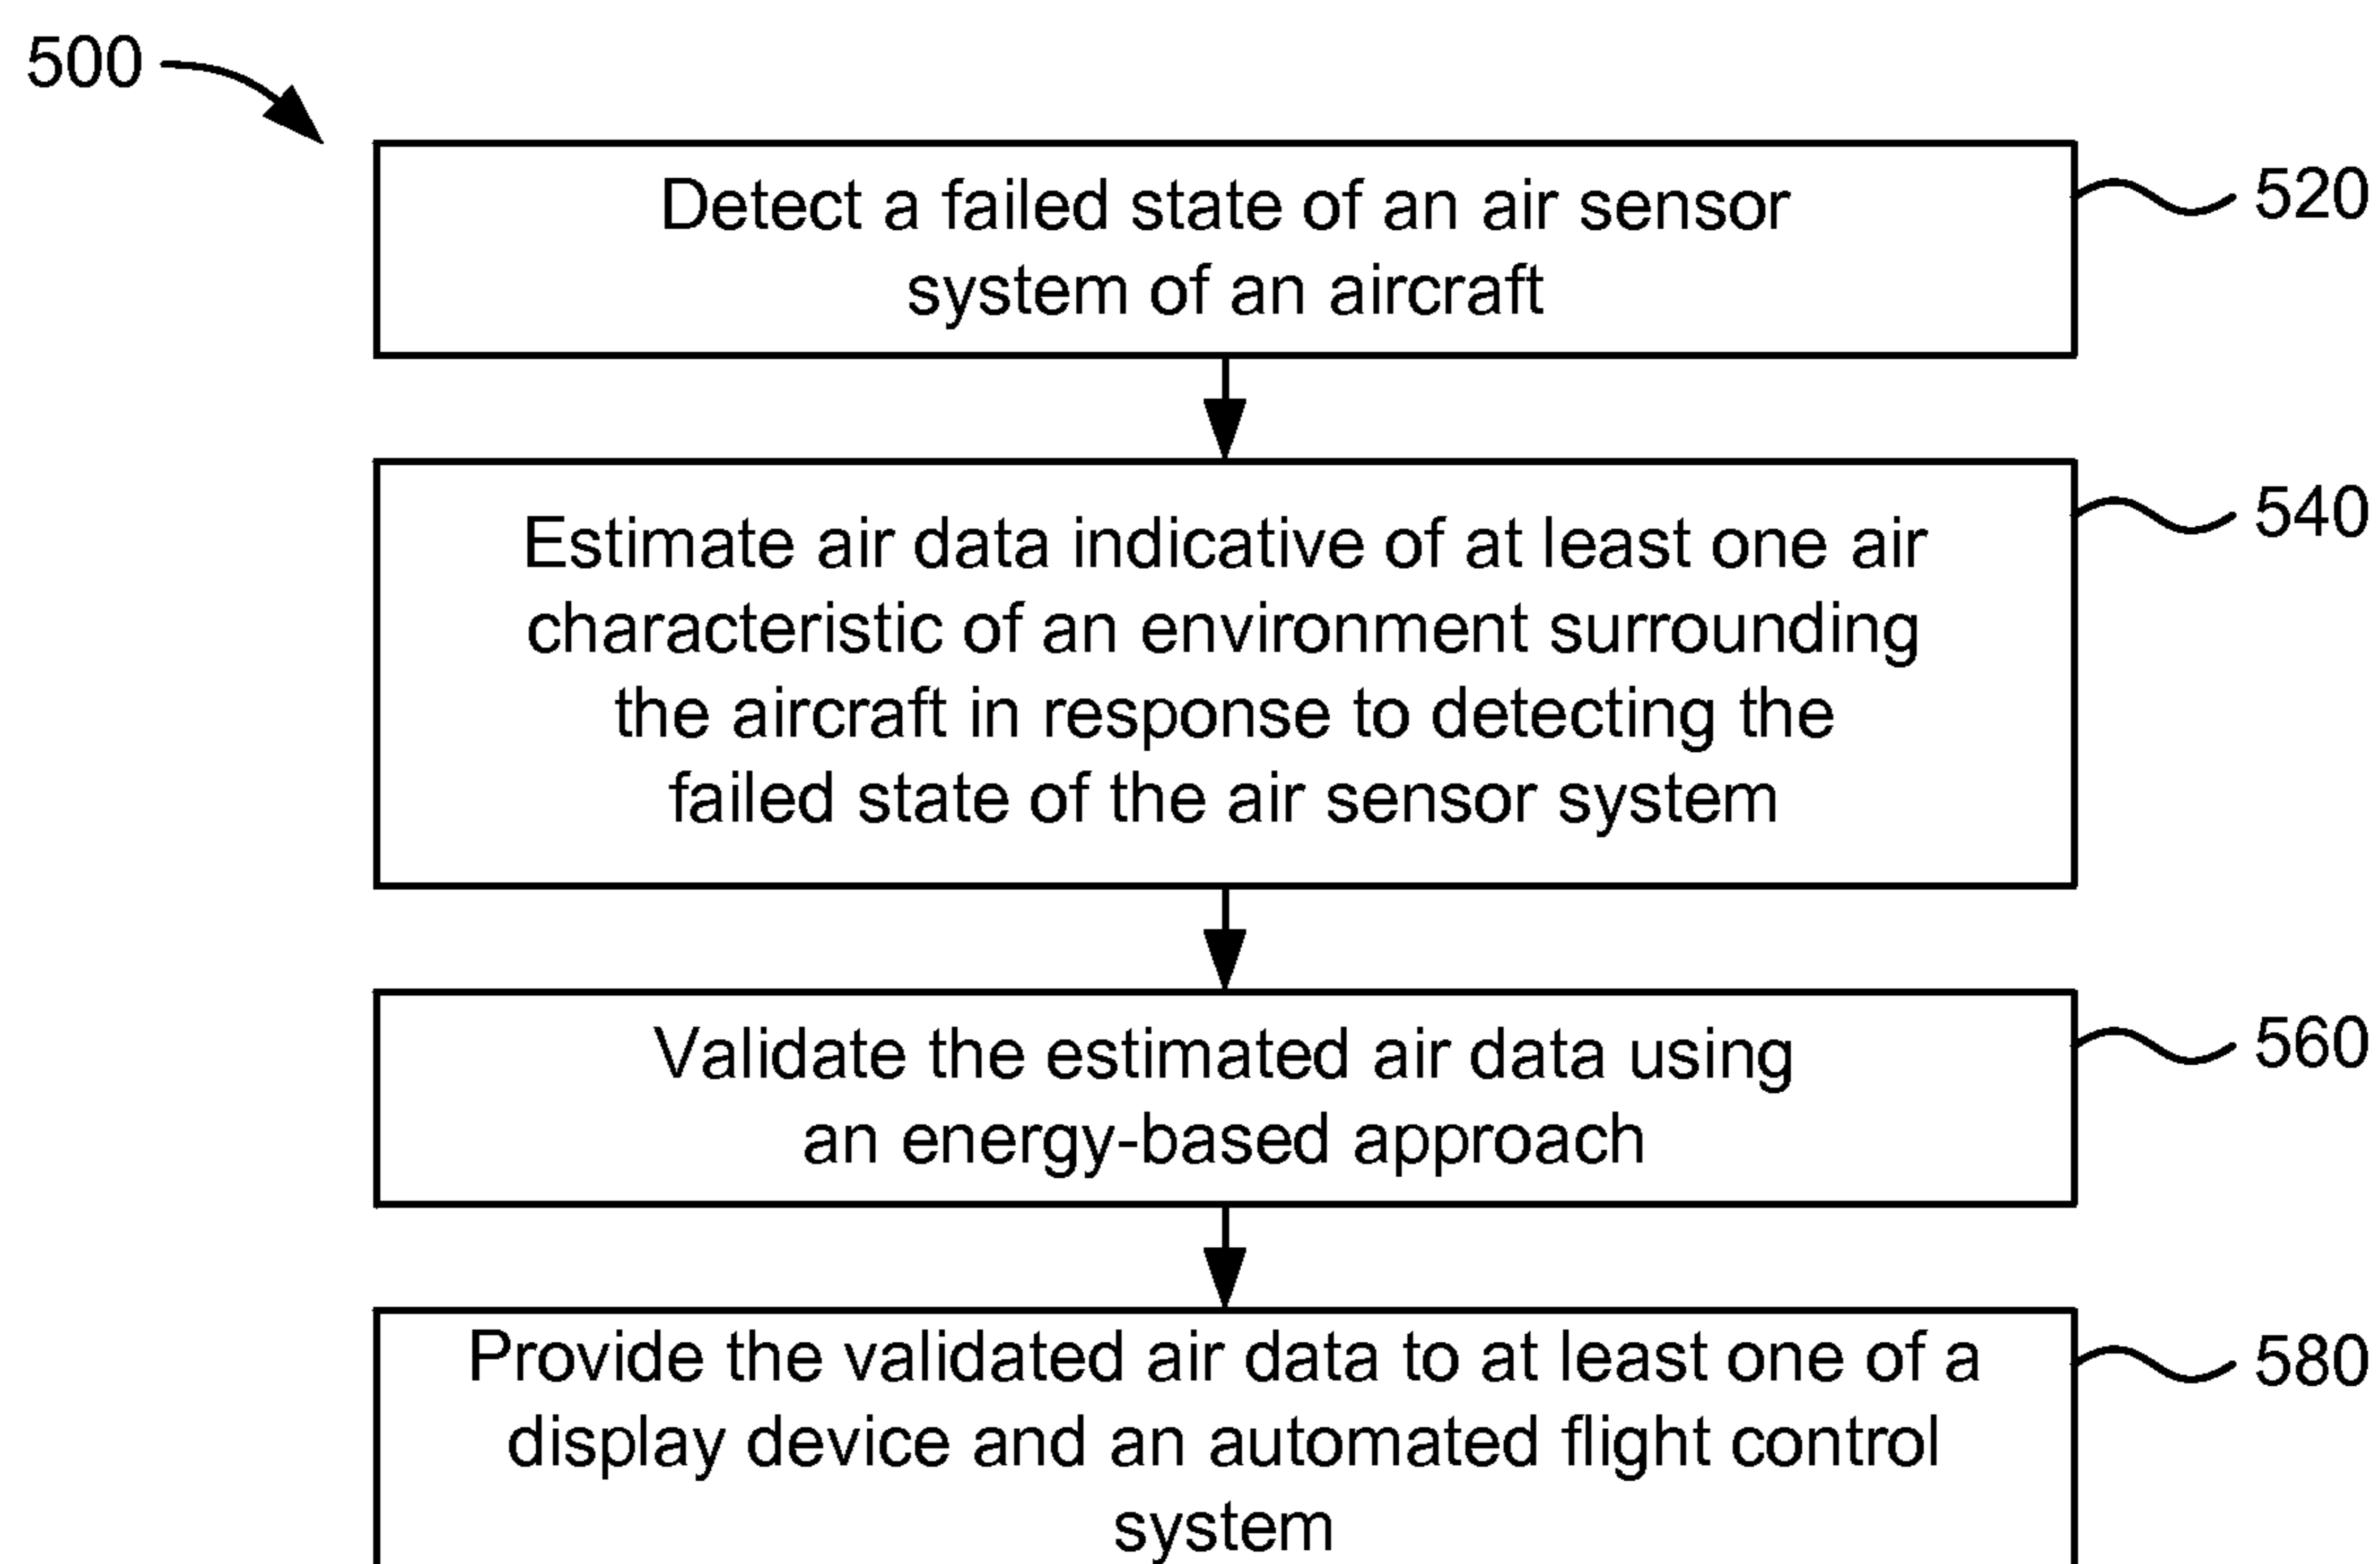 500
Detect a failed state of an air sensor
system of an aircraft
520
Estimate air data indicative of at least one air
characteristic of an environment surrounding
the aircraft in response to detecting the
failed state of the air sensor system
540
Validate the estimated air data using
an energy-based approach
560
Provide the validated air data to at least one of a
display device and an automated flight control
system
580